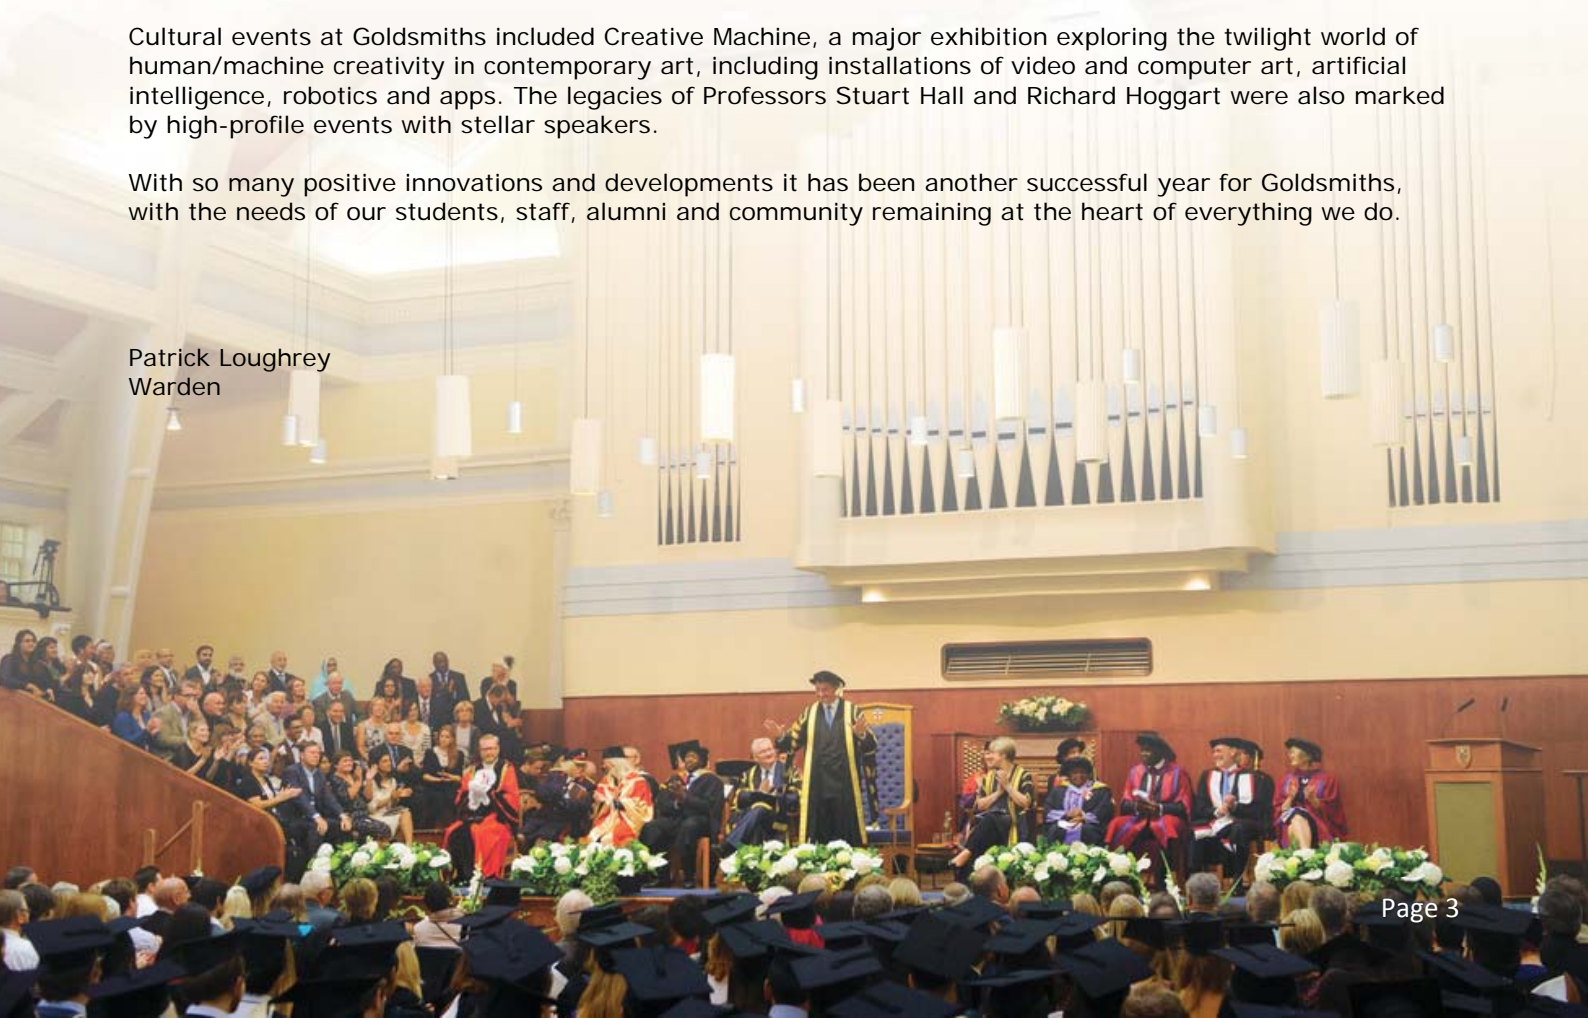 Cultural events at Goldsmiths included Creative Machine, a major exhibition exploring the twilight world of
human/machine creativity in contemporary art, including installations of video and computer art, artificial
intelligence, robotics and apps. The legacies of Professors Stuart Hall and Richard Hoggart were also marked
by high-profile events with stellar speakers.
With so many positive innovations and developments it has been another successful year for Goldsmiths,
with the needs of our students, staff, alumni and community remaining at the heart of everything we do.
Patrick Loughrey
Warden
Page 3